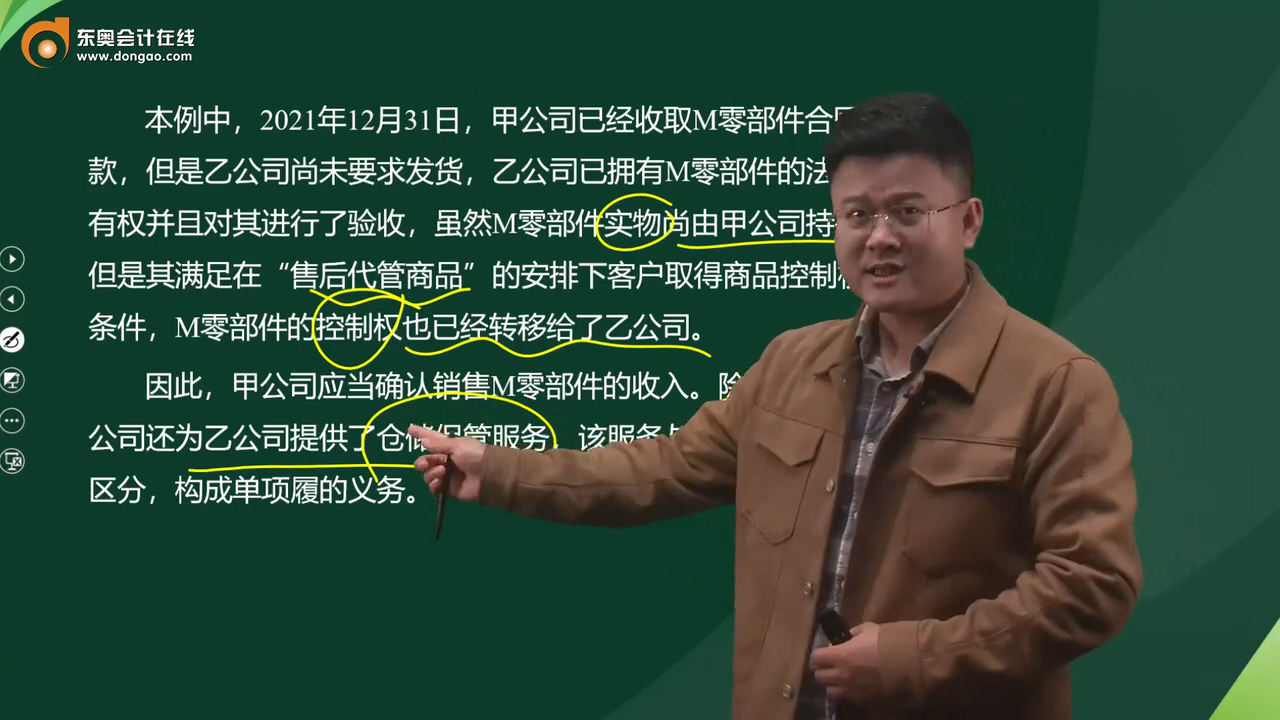 东奥会计在线
www.dongao.com
本例中，2021年12月31日，甲公司已经收取M零部件合
款，但是乙公司尚未要求发货，乙公司已拥有M零部件的法
有权并且对其进行了验收，虽然M零部件实物尚由甲公司持
但是其满足在“售后代管商品”的安排下客户取得商品控制
条件，M零部件的控制权也已经转移给了乙公司。
因此，甲公司应当确认销售M零部件的收入。除
公司还为乙公司提供了仓储保管服务，该服务
区分，构成单项履的义务。